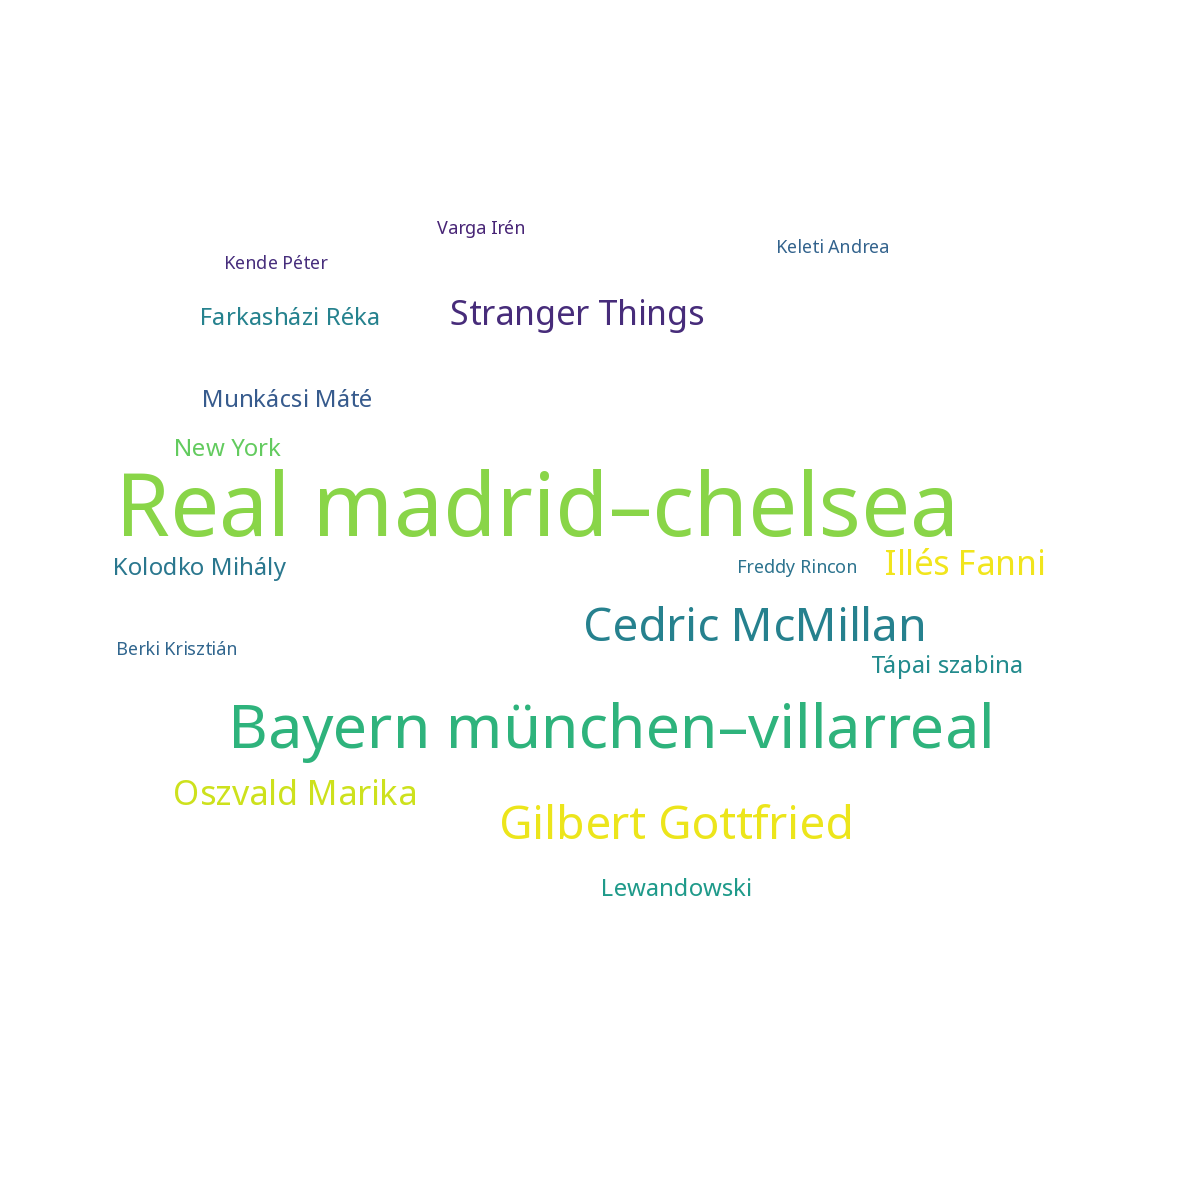 Varga Irén
Keleti Andrea
Kende Péter
Stranger Things
Farkasházi Réka
Munkácsi Máté
New York
Real madrid–chelsea
Illés Fanni
Kolodko Mihály
Freddy Rincon
Cedric McMillan
Berki Krisztián
Tápai szabina
Bayern münchen–villarreal
Oszvald Marika
Gilbert Gottfried
Lewandowski